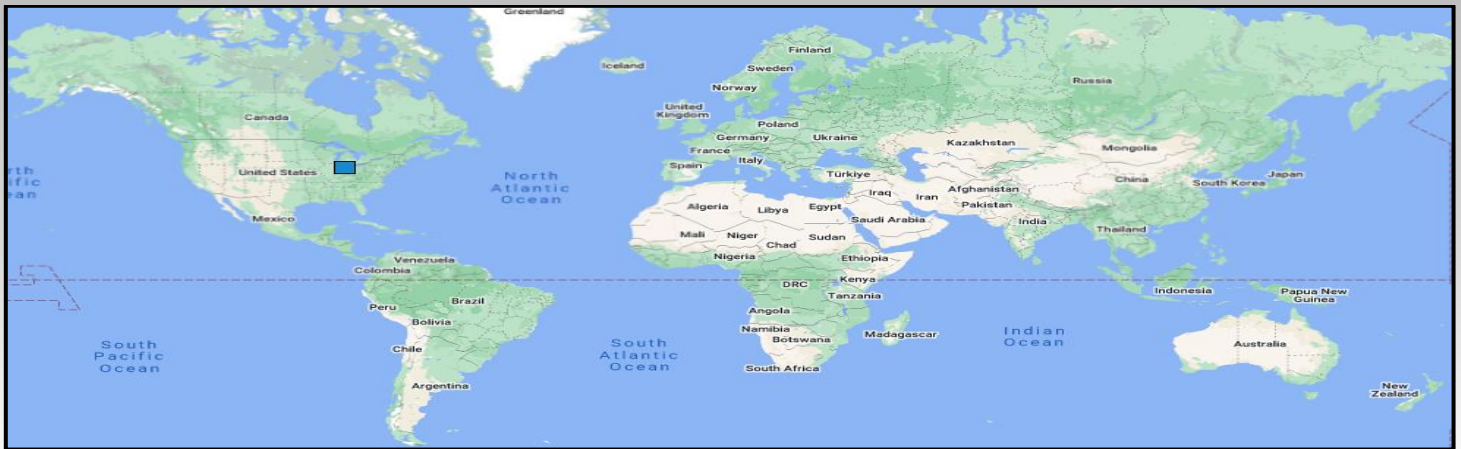 Greenland
Iceland
Finland
Sweden
Norway
Russia
United
Kingdom
Canada
Poland
Germany
Ukraine
France
Kazakhstan
Mongolia
Italy
Spain
United States
Türkiye
China
Japan
South Korea
North
Atlantic
Ocean
rth
ific
ean
Iraq
Iran
Afghanistan
Pakistan
Algeria
Libya
Egypt
Saudi Arabia
India
Mexico
Mali
Niger
Chad
Sudan
Thailand
Nigeria
Ethiopia
Venezuela
Colombia
DRC
Kenya
Tanzania
Indonesia
Papua New
Guinea
Peru
Brazil
Bolivia
Angola
Namibia
Botswana
Madagascar
South
Pacific
Ocean
South
Atlantic
Ocean
Indian
Ocean
Chile
Australia
South Africa
Argentina
New
Zealand